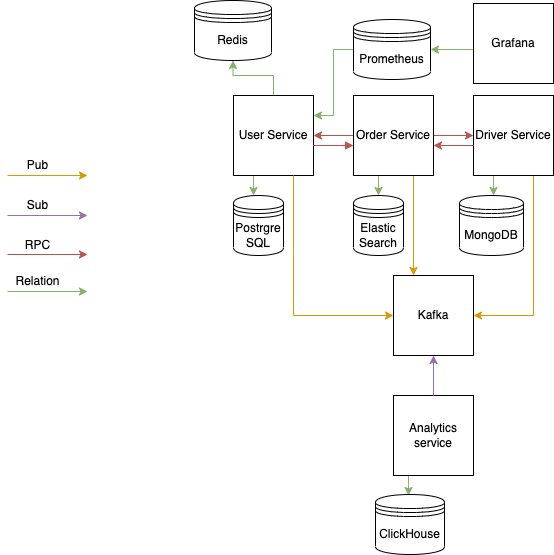 Redis
Prometheus
Grafana
User Service
Order Service
Driver Service
Pub
Sub
RPC
Relation
Postrgre
SQL
Elastic
Search
MongoDB
Kafka
Analytics
service
ClickHouse